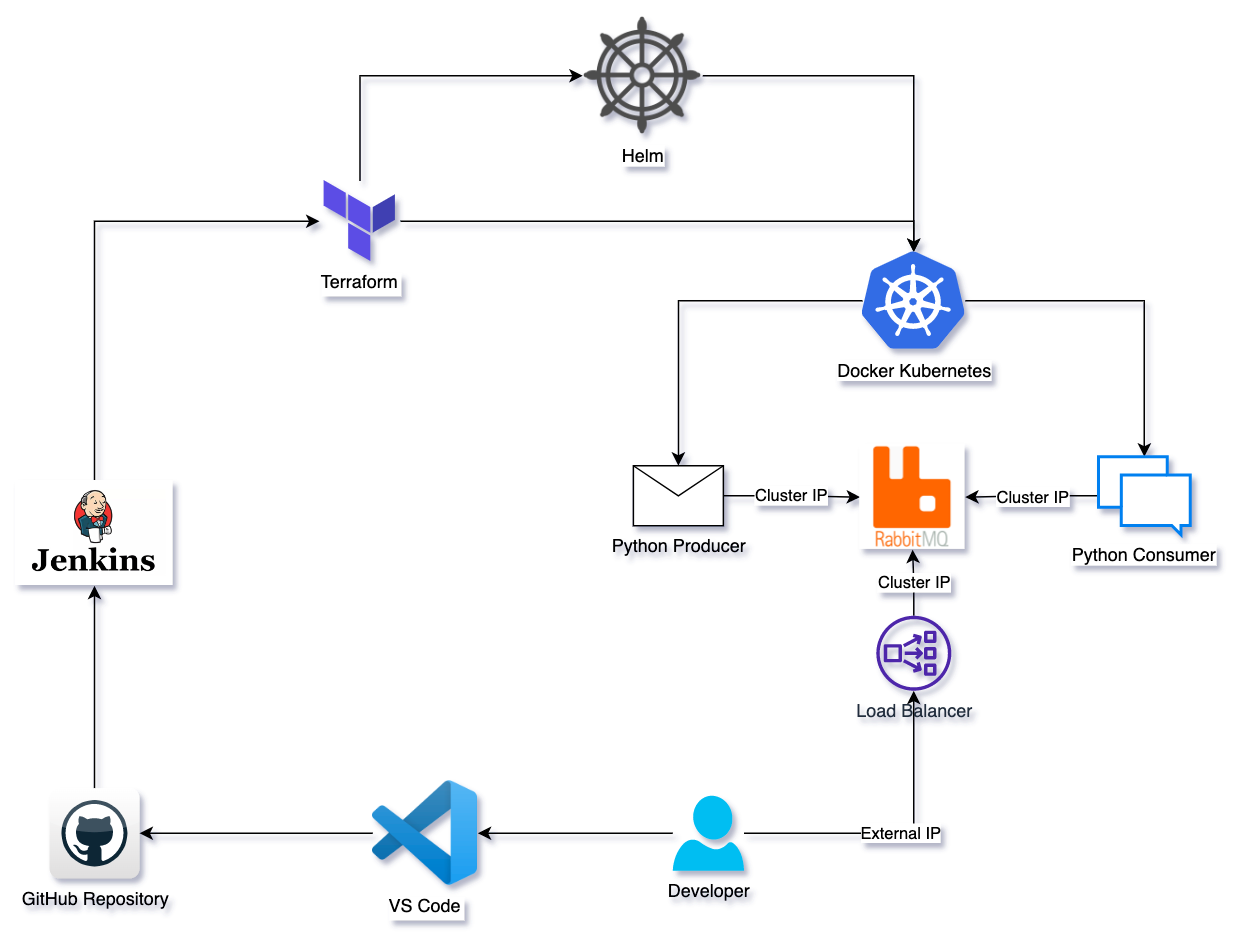 Helm
Terraform
Docker Kubernetes
Cluster IP
RabbitMQ
Cluster IP
Python Producer
Python Consumer
Jenkins
Cluster IP
Load Balancer
External IP
GitHub Repository
VS Code
Developer